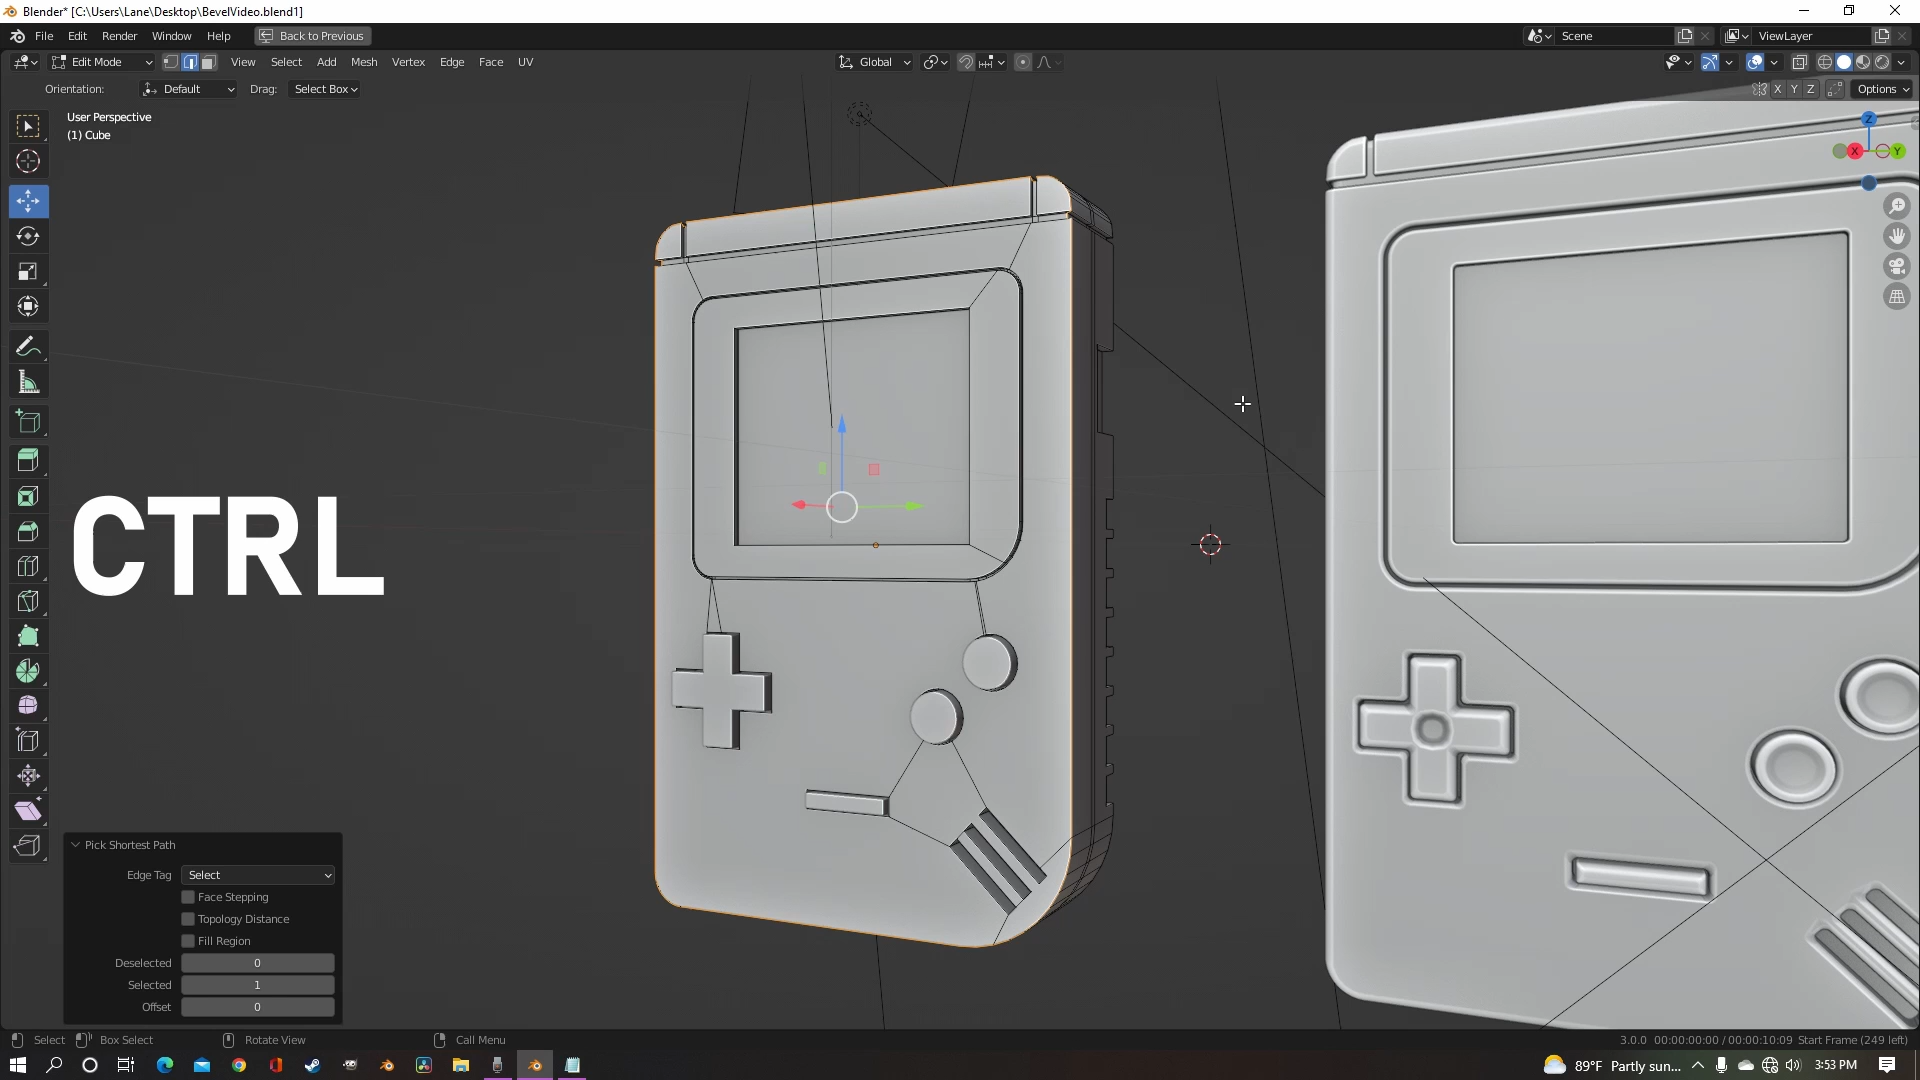 Blender* [C:\Users\Lane\Desktop\BevelVideo.blend1]
File Edit Render Window Help Back to Previous Scene ViewLayer
Edit Mode View Select Add Mesh Vertex Edge Face UV Global
Orientation: Default Drag: Select Box X Y Z Options
User Perspective
(1) Cube
Z
X Y
CTRL
Pick Shortest Path
Edge Tag Select
Face Stepping
Topology Distance
Fill Region
Deselected 0
Selected 1
Offset 0
Select Box Select Rotate View Call Menu 3.0.0 00:00:00:00 / 00:00:10:09 Start Frame (249 left)
89°F Partly sun... 3:53 PM